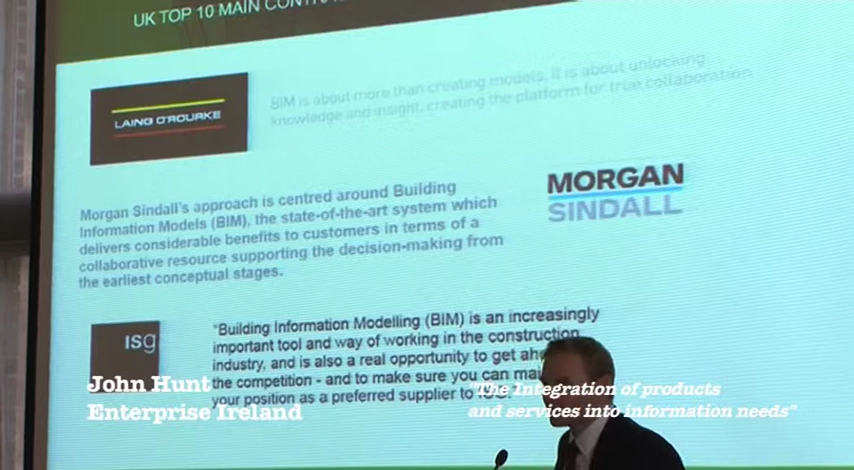 UK TOP 10 MAIN
LAING O'ROURKE
BIM is about more than creating models. It is about unlocking
knowledge and insight, creating the platform for true collaboration
Morgan Sindall's approach is centred around Building
Information Models (BIM), the state-of-the-art system which
delivers considerable benefits to customers in terms of a
collaborative resource supporting the decision-making from
the earliest conceptual stages.
MORGAN
SINDALL
isg
"Building Information Modelling (BIM) is an increasingly
important tool and way of working in the construction
industry, and is also a real opportunity to get
the competition - and to make sure you can
your position as a preferred supplier to
John Hunt
Enterprise Ireland
"The Integration of products
and services into information needs"